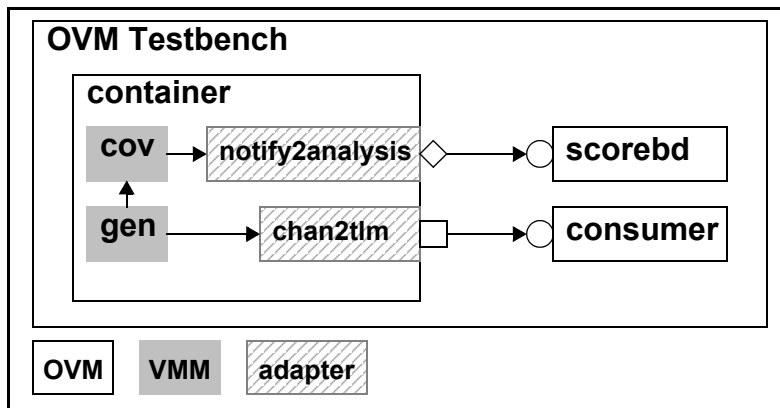 OVM Testbench
container
cov
notify2analysis
scorebd
gen
chan2tlm
consumer
OVM
VMM
adapter